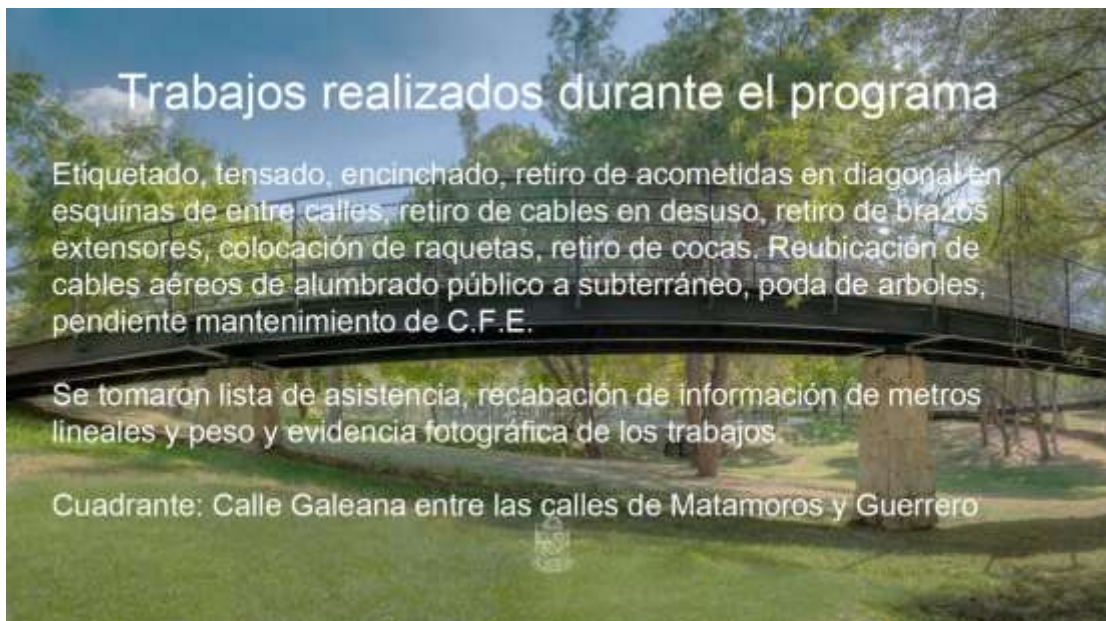 Trabajos realizados durante el programa
Etiquetado, tensado, encinchado, retiro de acometidas en diagonal en
esquinas de entre calles, retiro de cables en desuso, retiro de brazos
extensores, colocación de raquetas, retiro de cocas. Reubicación de
cables aéreos de alumbrado público a subterráneo, poda de arboles,
pendiente mantenimiento de C.F.E.
Se tomaron lista de asistencia, recabación de información de metros
lineales y peso y evidencia fotográfica de los trabajos.
Cuadrante: Calle Galeana entre las calles de Matamoros y Guerrero